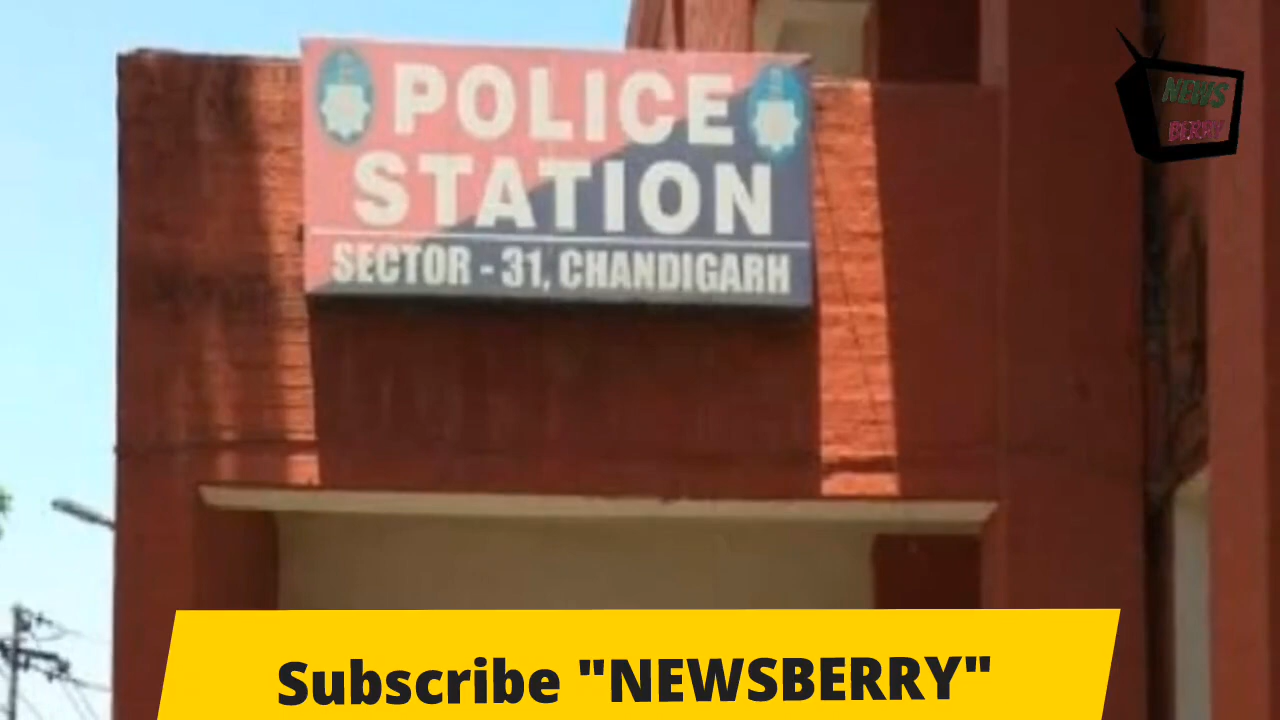 POLICE
STATION
SECTOR - 31, CHANDIGARH
NEWS
BERRY
Subscribe "NEWSBERRY"